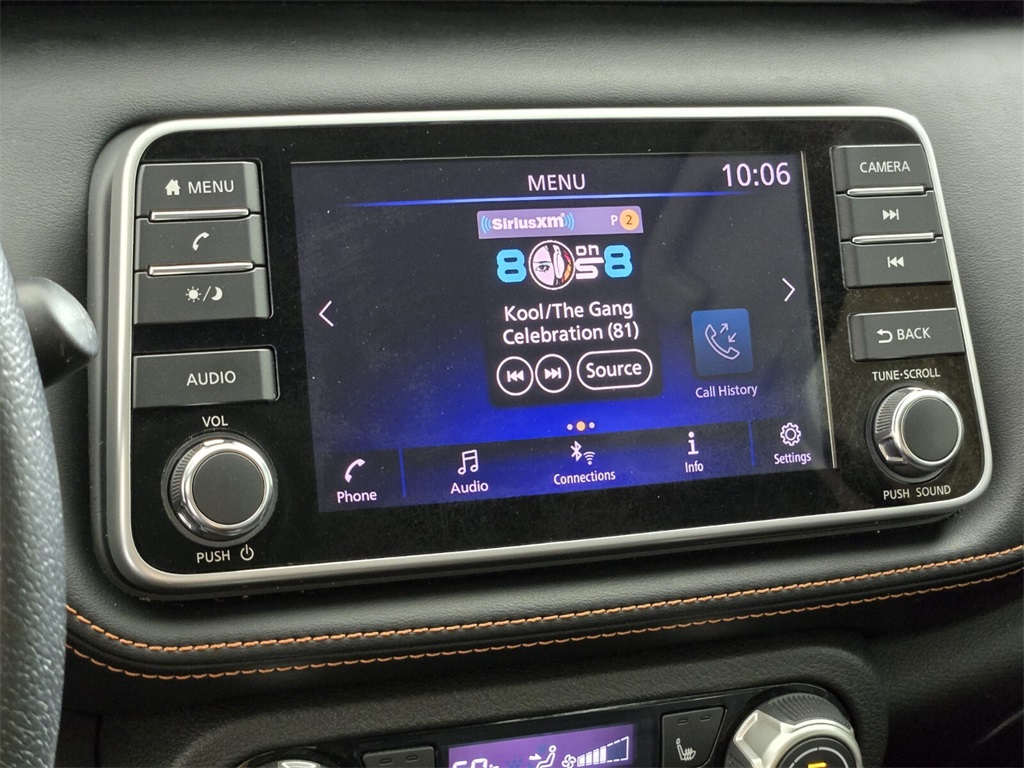 MENU
AUDIO
VOL
PUSH
MENU
10:06
SiriusXm
P 2
8 on 8
80s
Kool/The Gang
Celebration (81)
Source
Call History
Phone
Audio
Connections
Info
Settings
CAMERA
BACK
TUNE·SCROLL
PUSH SOUND